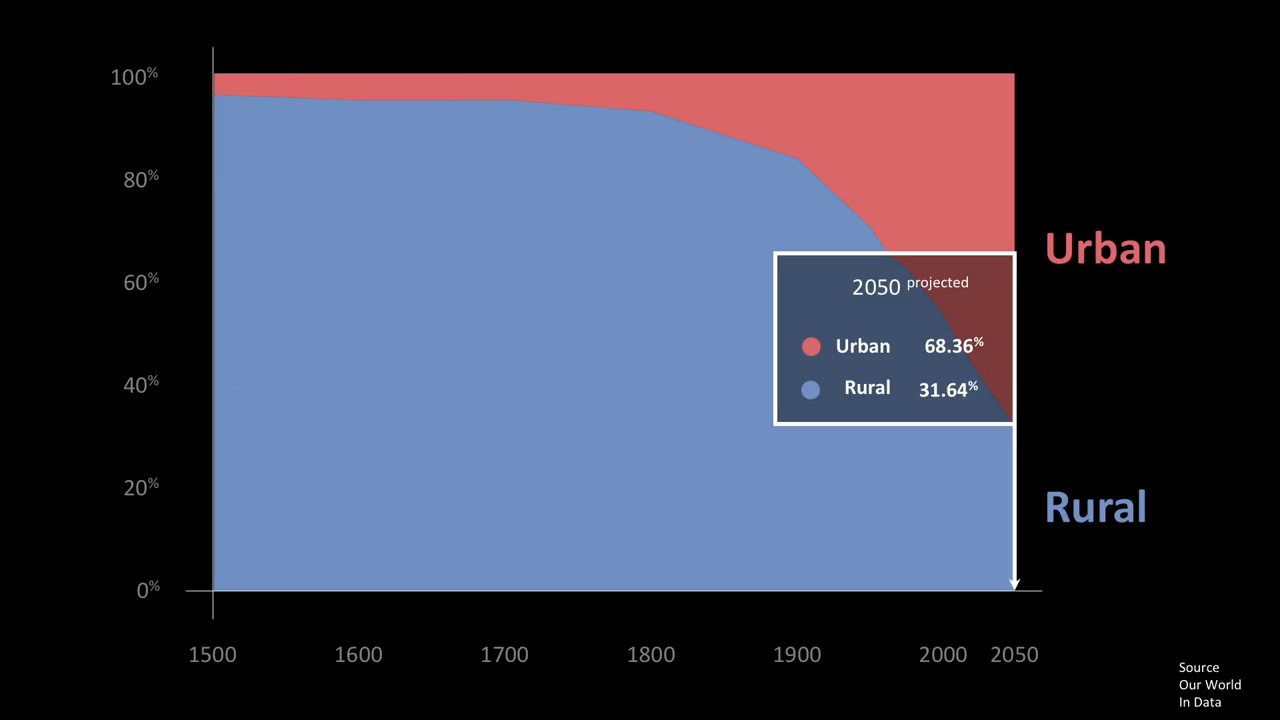 100%
80%
60%
40%
20%
0%
1500 1600 1700 1800 1900 2000 2050
2050 projected
Urban 68.36%
Rural 31.64%
Urban
Rural
Source
Our World
In Data